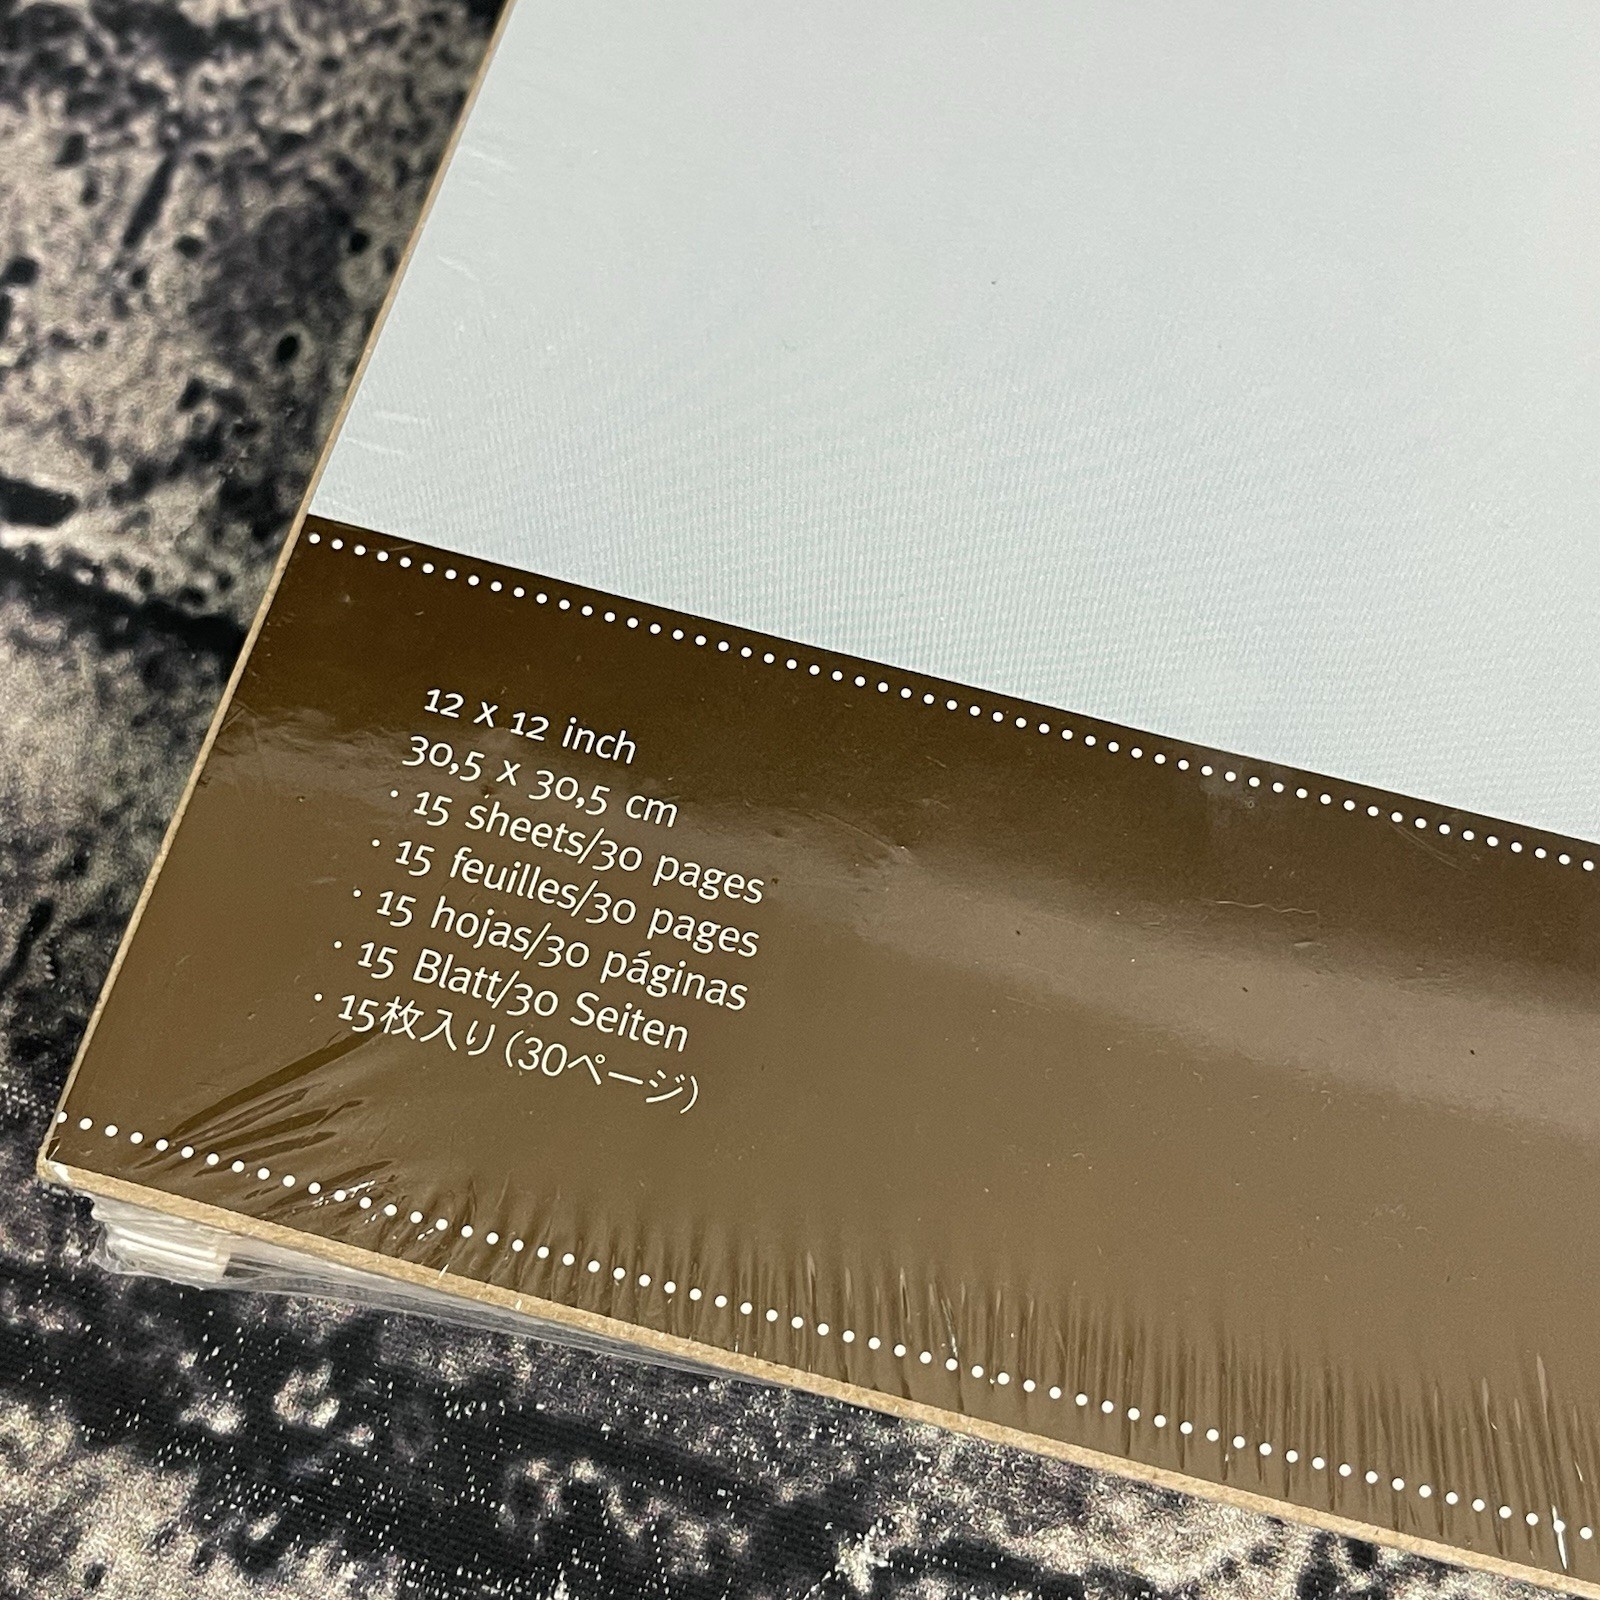 12 x 12 inch
30,5 x 30,5 cm
· 15 sheets/30 pages
· 15 feuilles/30 pages
· 15 hojas/30 páginas
· 15 Blatt/30 Seiten
· 15枚入り(30ページ)